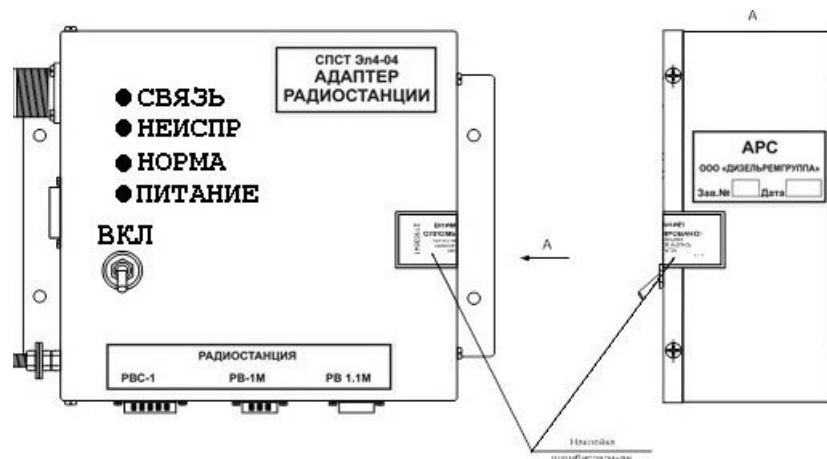 СПСТ Эл4-04
АДАПТЕР
РАДИОСТАНЦИИ
СВЯЗЬ
НЕИСПР
НОРМА
ПИТАНИЕ
ВКЛ
РАДИОСТАНЦИЯ
РВС-1 РВ-1М РВ 1.1М
А
А
АРС
ООО «ДИЗЕЛЬРЕМГРУППА»
Зав.№ Дата
Наклейка